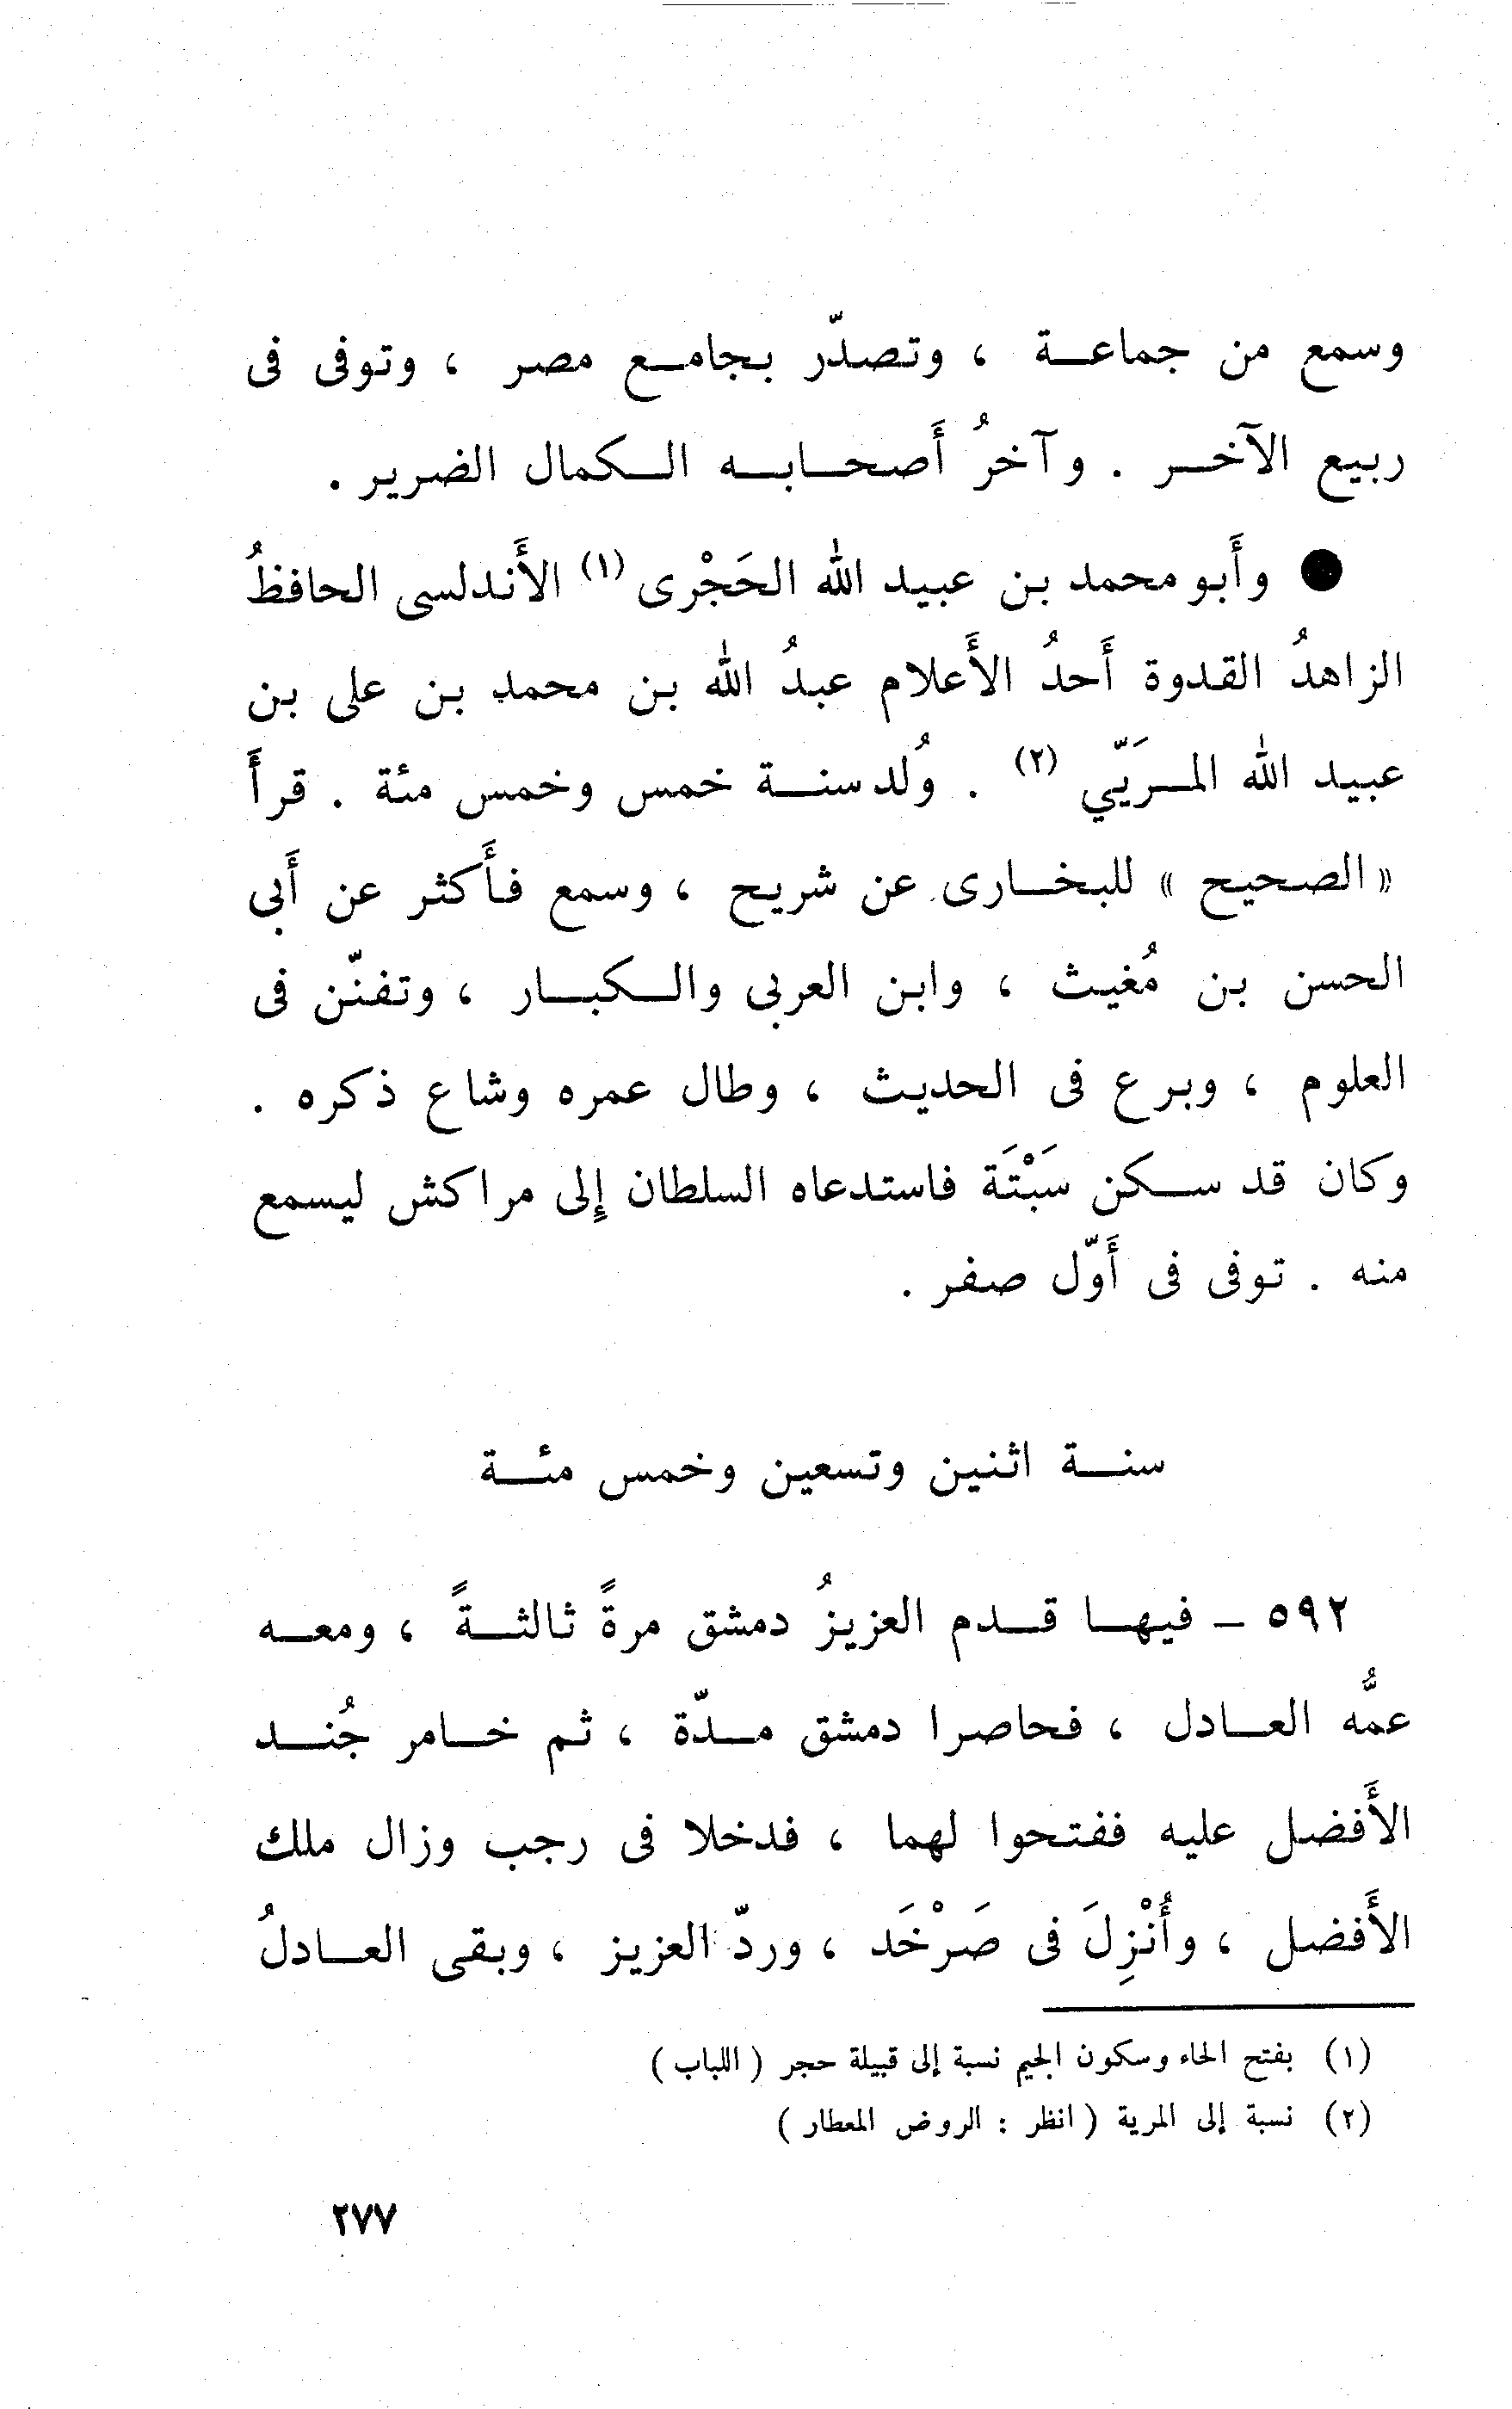 وسمع من جماعة ، وتصدّر بجامع مصر ، وتوفى فى
ربيع الآخر . وآخرُ أَصحابه الكمال الضرير .
● وأَبو محمد بن عبيد الله الحَجْرى (١) الأَندلسى الحافظُ
الزاهدُ القدوة أَحدُ الأَعلام عبدُ الله بن محمد بن على بن
عبيد الله المرَيّي (٢) . وُلد سنة خمس وخمس مئة . قرأَ
« الصحيح » للبخارى عن شريح ، وسمع فأَكثر عن أَبى
الحسن بن مُغيث ، وابن العربى والكبار ، وتفنّن فى
العلوم ، وبرع فى الحديث ، وطال عمره وشاع ذكره .
وكان قد سكن سَبْتَة فاستدعاه السلطان إِلى مراكش ليسمع
منه . توفى فى أَوّل صفر .
سنة اثنين وتسعين وخمس مئة
٥٩٢ – فيها قدم العزيزُ دمشق مرةً ثالثةً ، ومعه
عمُّه العادل ، فحاصرا دمشق مدّة ، ثم خامر جُند
الأَفضل عليه ففتحوا لهما ، فدخلا فى رجب وزال ملك
الأَفضل ، وأُنْزِلَ فى صَرْخَد ، وردّ العزيز ، وبقى العادلُ
(١) بفتح الحاء وسكون الجيم نسبة إلى قبيلة حجر ( اللباب )
(٢) نسبة إلى المرية ( انظر : الروض المعطار )
٢٧٧